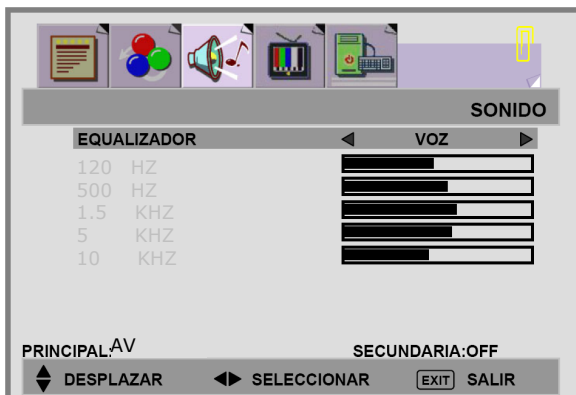 SONIDO
EQUALIZADOR VOZ
120 HZ
500 HZ
1.5 KHZ
5 KHZ
10 KHZ
PRINCIPAL:AV SECUNDARIA:OFF
DESPLAZAR SELECCIONAR EXIT SALIR